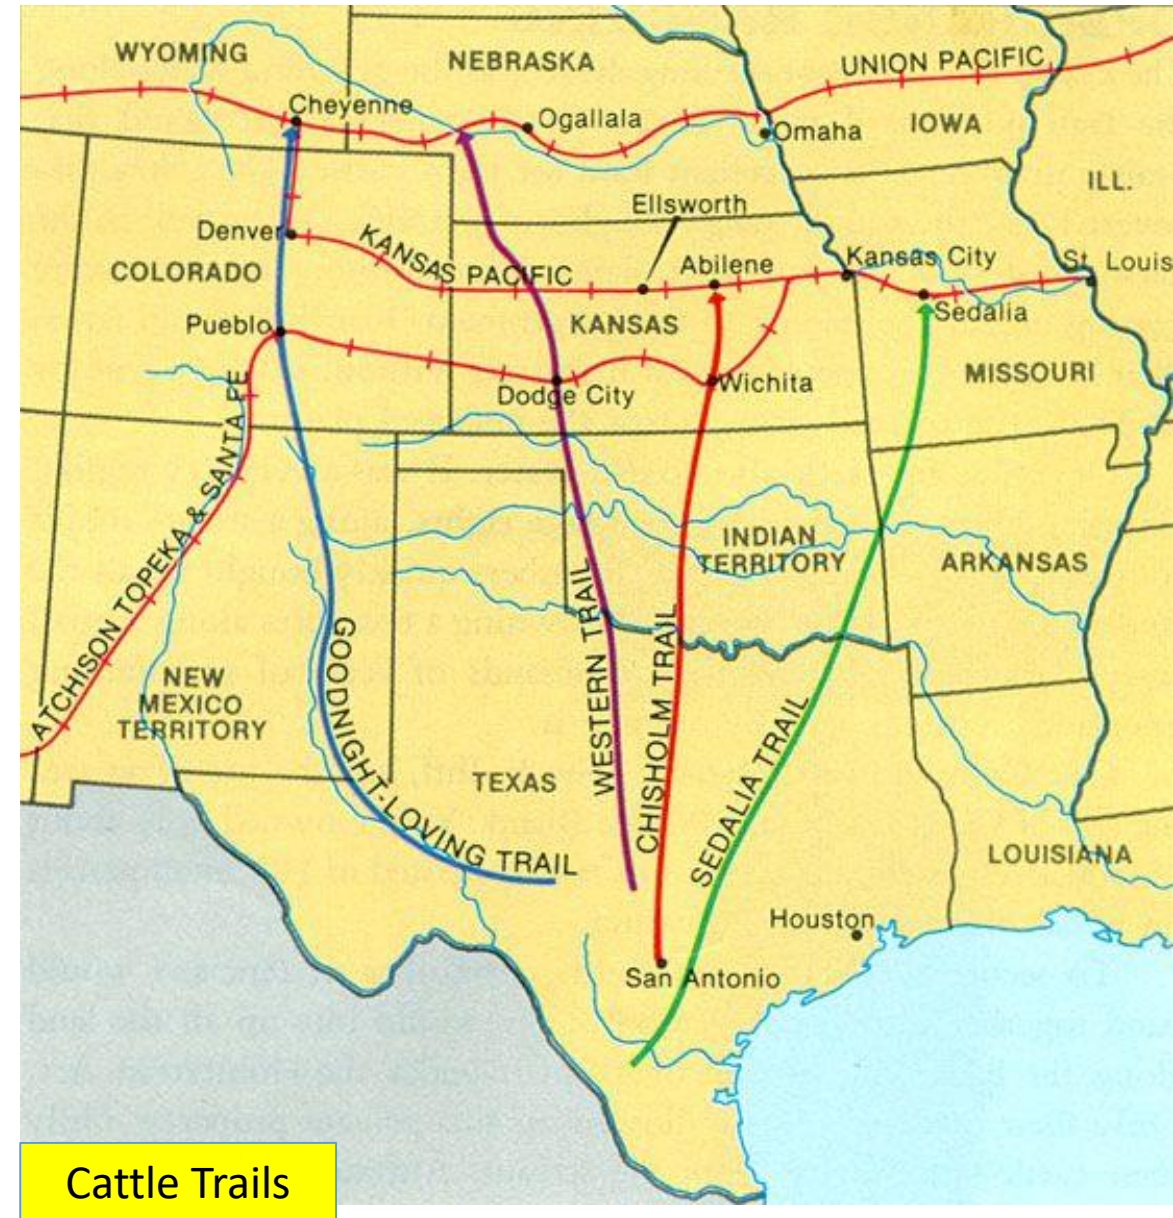 WYOMING
NEBRASKA
UNION PACIFIC
Cheyenne
Ogallala
Omaha
IOWA
ILL.
Ellsworth
Denver
KANSAS PACIFIC
COLORADO
Abilene
Kansas City
St. Louis
Pueblo
KANSAS
Sedalia
Dodge City
Wichita
MISSOURI
ATCHISON TOPEKA & SANTA FE
INDIAN
TERRITORY
ARKANSAS
GOODNIGHT-LOVING TRAIL
WESTERN TRAIL
CHISHOLM TRAIL
SEDALIA TRAIL
NEW
MEXICO
TERRITORY
TEXAS
LOUISIANA
Houston
San Antonio
Cattle Trails